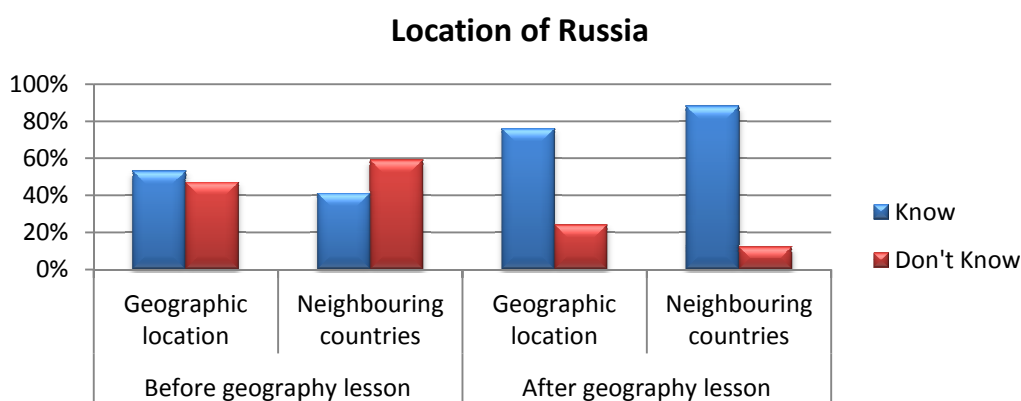 Location of Russia
100%
80%
60%
40%
20%
0%
Geographic location
Neighbouring countries
Geographic location
Neighbouring countries
Before geography lesson
After geography lesson
Know
Don't Know